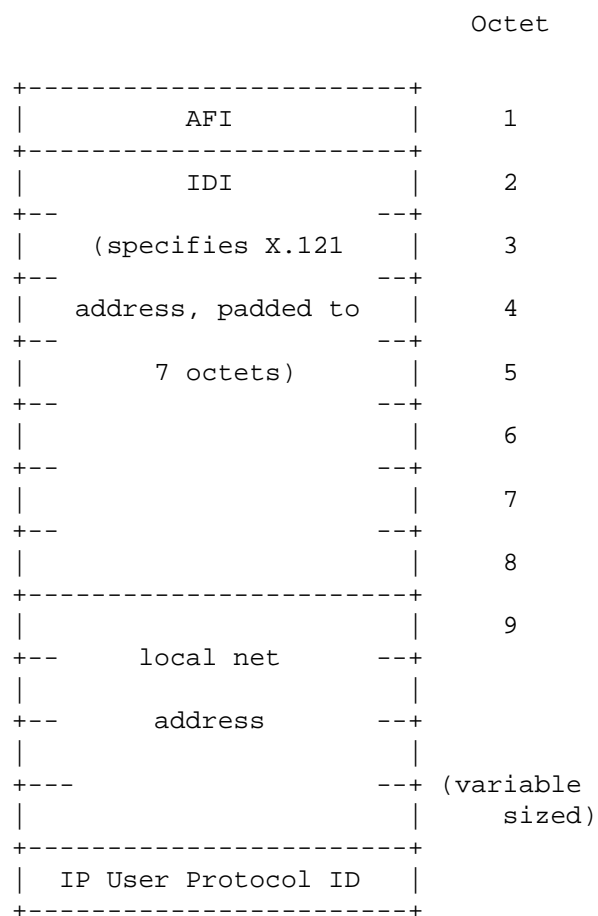 Octet

+------------------------+
|          AFI           |     1
+------------------------+
|          IDI           |     2
+--                    --+
|    (specifies X.121    |     3
+--                    --+
|   address, padded to   |     4
+--                    --+
|        7 octets)       |     5
+--                    --+
|                        |     6
+--                    --+
|                        |     7
+--                    --+
|                        |     8
+------------------------+
|                        |     9
+--     local net      --+
|                        |
+--      address       --+
|                        |
+---                   --+ (variable
|                        |     sized)
+------------------------+
|  IP User Protocol ID   |
+------------------------+